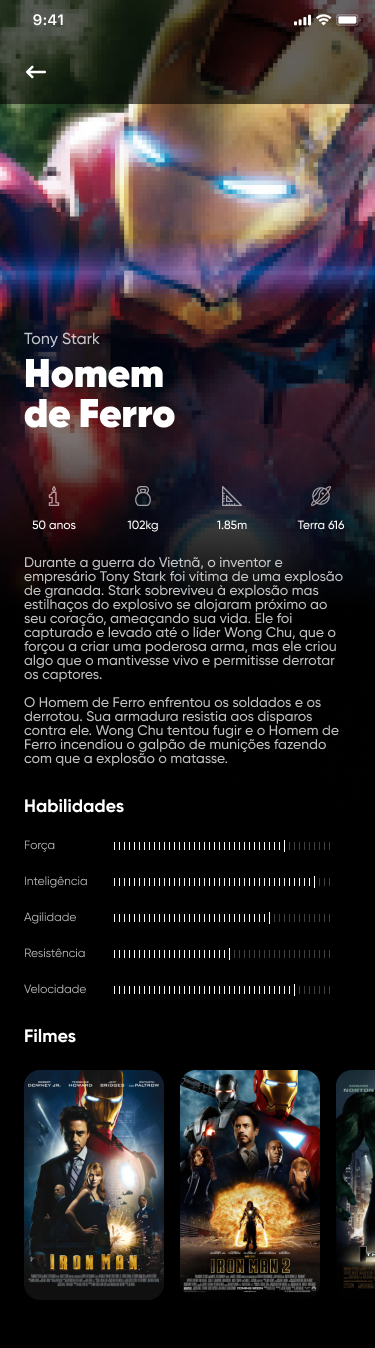 9:41
Tony Stark
Homem
de Ferro
50 anos
102kg
1.85m
Terra 616
Durante a guerra do Vietnã, o inventor e
empresário Tony Stark foi vítima de uma explosão
de granada. Stark sobreviveu à explosão mas
estilhaços do explosivo se alojaram próximo ao
seu coração, ameaçando sua vida. Ele foi
capturado e levado até o líder Wong Chu, que o
forçou a criar uma poderosa arma, mas ele criou
algo que o mantivesse vivo e permitisse derrotar
os captores.
O Homem de Ferro enfrentou os soldados e os
derrotou. Sua armadura resistia aos disparos
contra ele. Wong Chu tentou fugir e o Homem de
Ferro incendiou o galpão de munições fazendo
com que a explosão o matasse.
Habilidades
Força
Inteligência
Agilidade
Resistência
Velocidade
Filmes
DOWNEY JR. HOWARD BRIDGES PALTROW
NORTON
IRON MAN
IRON MAN 2